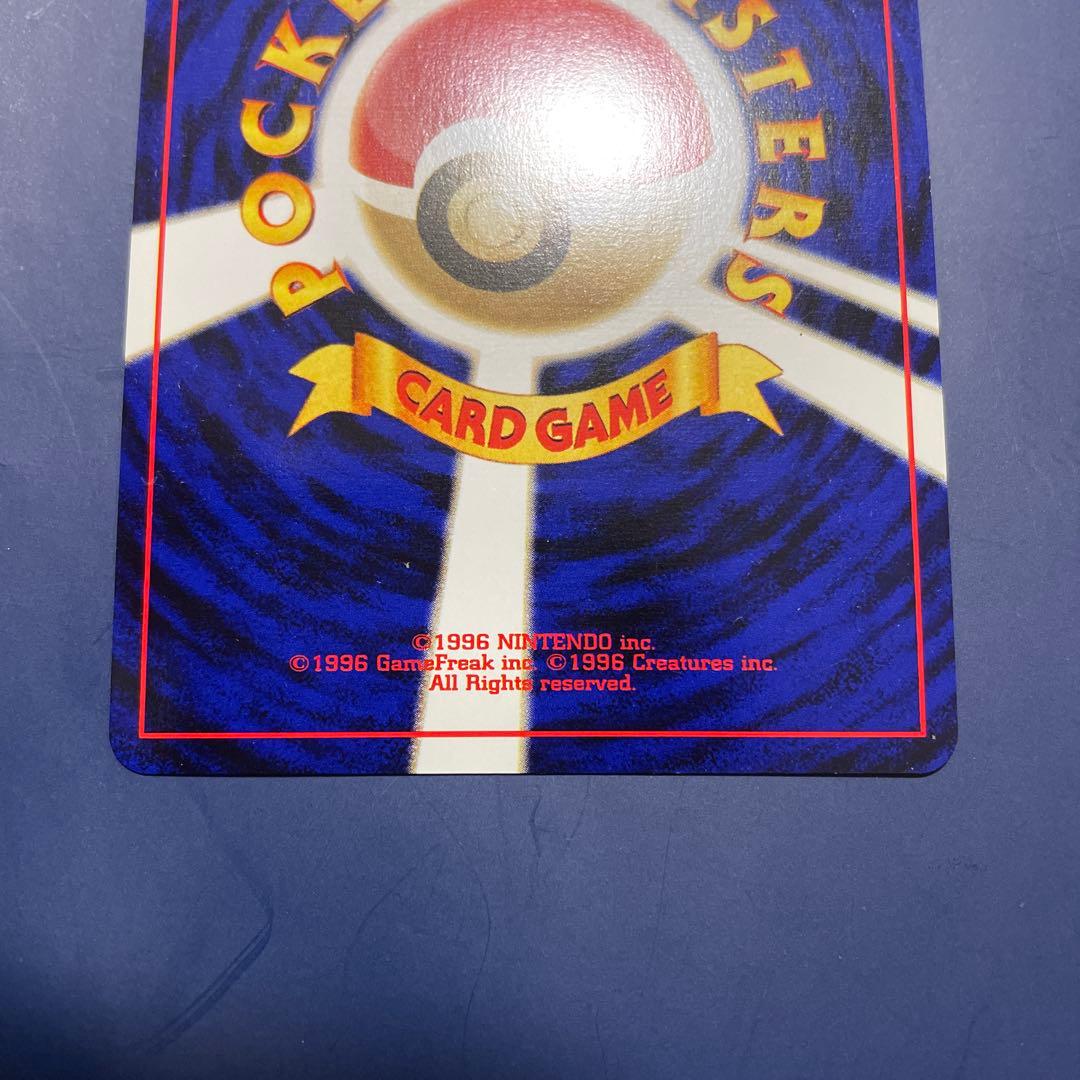 POCKE
STERS
CARD GAME
©1996 NINTENDO inc.
©1996 GameFreak inc. ©1996 Creatures inc.
All Rights reserved.